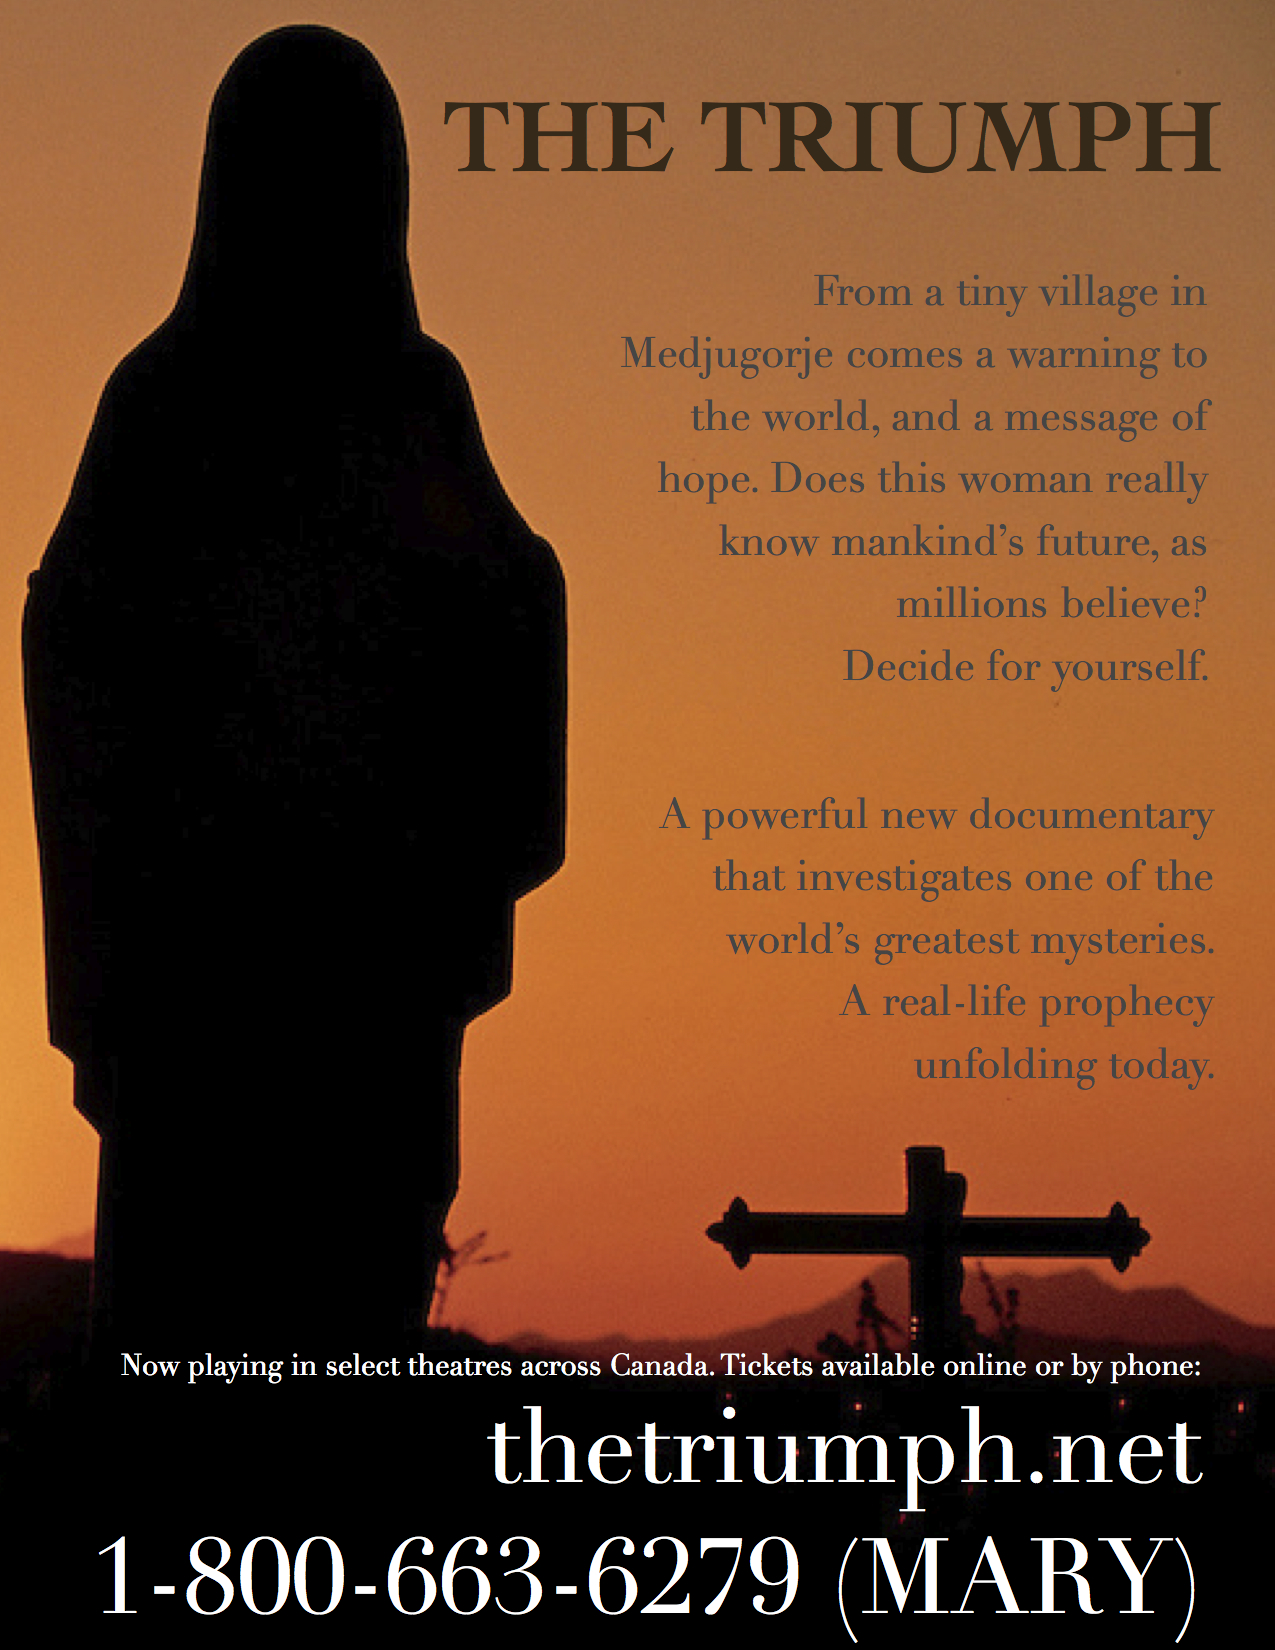 THE TRIUMPH
From a tiny village in
Medjugorje comes a warning to
the world, and a message of
hope. Does this woman really
know mankind’s future, as
millions believe?
Decide for yourself.
A powerful new documentary
that investigates one of the
world’s greatest mysteries.
A real-life prophecy
unfolding today.
Now playing in select theatres across Canada. Tickets available online or by phone:
thetriumph.net
1-800-663-6279 (MARY)